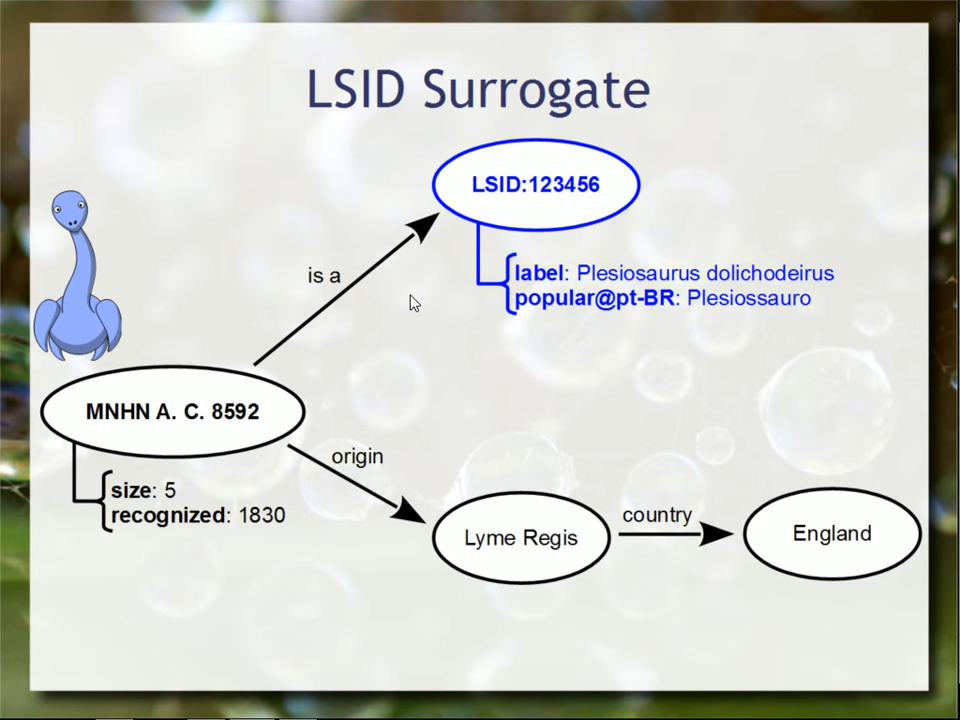 LSID Surrogate
LSID:123456
is a
label: Plesiosaurus dolichodeirus
popular@pt-BR: Plesiossauro
MNHN A. C. 8592
origin
size: 5
recognized: 1830
Lyme Regis
country
England